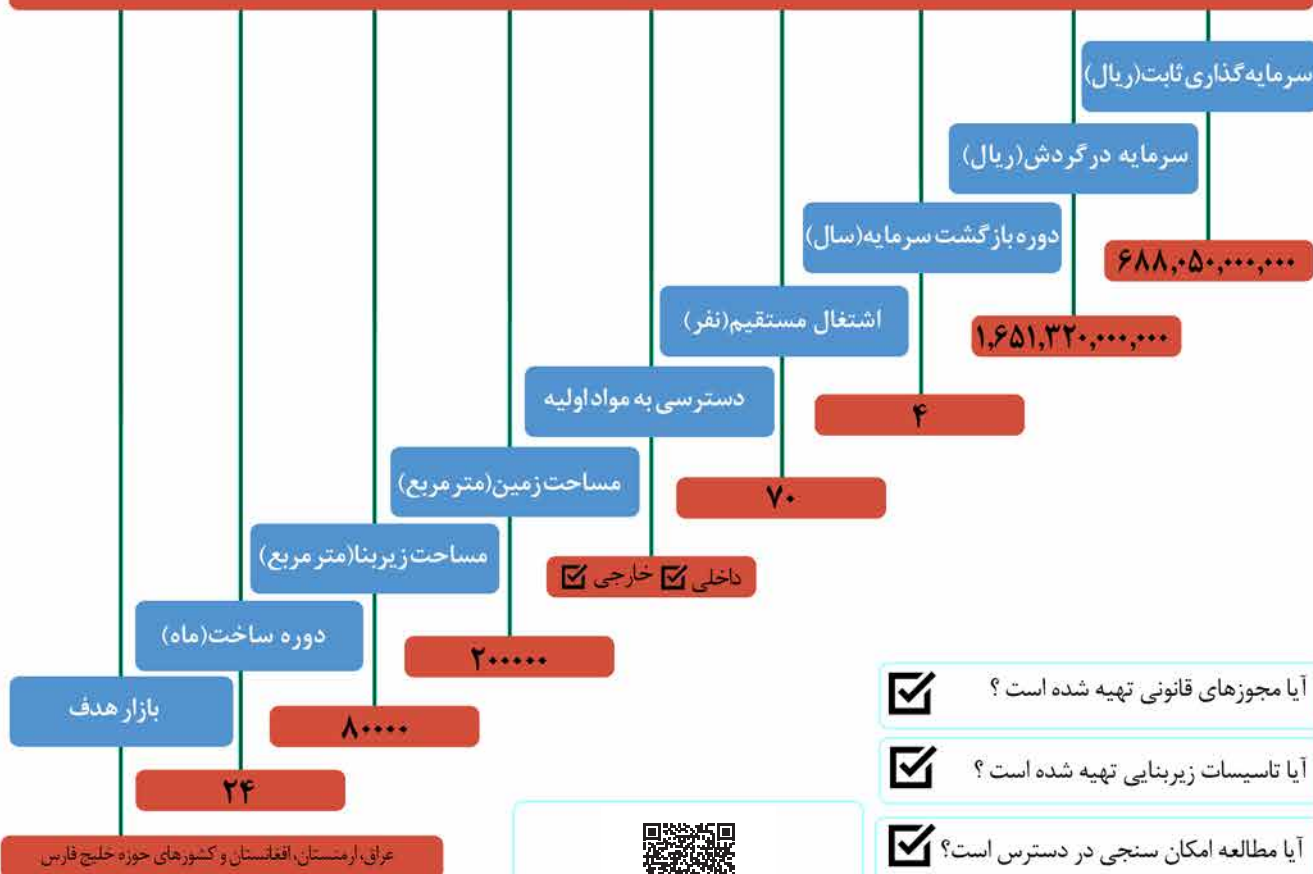 سرمایه‌گذاری ثابت(ریال)
۶۸۸,۰۵۰,۰۰۰,۰۰۰
سرمایه در گردش(ریال)
۱,۶۵۱,۳۲۰,۰۰۰,۰۰۰
دوره بازگشت سرمایه(سال)
۴
اشتغال مستقیم(نفر)
۷۰
دسترسی به مواد اولیه
داخلی ☑ خارجی ☑
مساحت زمین(متر مربع)
۲۰۰۰۰۰
مساحت زیربنا(متر مربع)
۸۰۰۰۰
دوره ساخت(ماه)
۲۴
بازار هدف
عراق، ارمنستان، افغانستان و کشورهای حوزه خلیج فارس
آیا مجوزهای قانونی تهیه شده است ؟ ☑
آیا تاسیسات زیربنایی تهیه شده است ؟ ☑
آیا مطالعه امکان سنجی در دسترس است؟ ☑